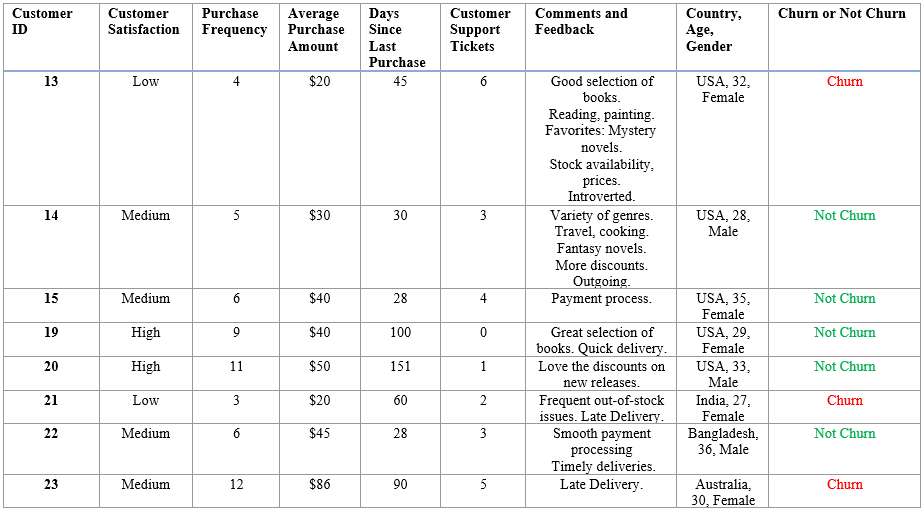 Customer ID | Customer Satisfaction | Purchase Frequency | Average Purchase Amount | Days Since Last Purchase | Customer Support Tickets | Comments and Feedback | Country, Age, Gender | Churn or Not Churn
13 | Low | 4 | $20 | 45 | 6 | Good selection of books. Reading, painting. Favorites: Mystery novels. Stock availability, prices. Introverted. | USA, 32, Female | Churn
14 | Medium | 5 | $30 | 30 | 3 | Variety of genres. Travel, cooking. Fantasy novels. More discounts. Outgoing. | USA, 28, Male | Not Churn
15 | Medium | 6 | $40 | 28 | 4 | Payment process. | USA, 35, Female | Not Churn
19 | High | 9 | $40 | 100 | 0 | Great selection of books. Quick delivery. | USA, 29, Female | Not Churn
20 | High | 11 | $50 | 151 | 1 | Love the discounts on new releases. | USA, 33, Male | Not Churn
21 | Low | 3 | $20 | 60 | 2 | Frequent out-of-stock issues. Late Delivery. | India, 27, Female | Churn
22 | Medium | 6 | $45 | 28 | 3 | Smooth payment processing Timely deliveries. | Bangladesh, 36, Male | Not Churn
23 | Medium | 12 | $86 | 90 | 5 | Late Delivery. | Australia, 30, Female | Churn